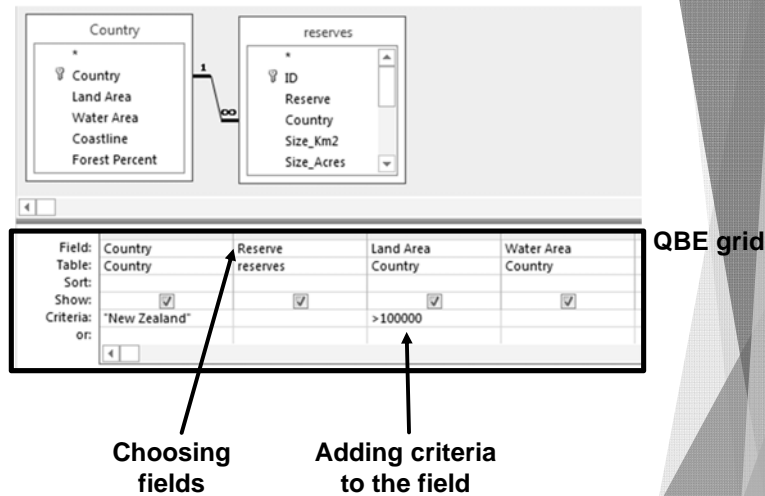 Country
*
Country
Land Area
Water Area
Coastline
Forest Percent
1
∞
reserves
*
ID
Reserve
Country
Size_Km2
Size_Acres
QBE grid
Field: Country Reserve Land Area Water Area
Table: Country reserves Country Country
Sort:
Show:
Criteria: "New Zealand" >100000
or:
Choosing
fields
Adding criteria
to the field